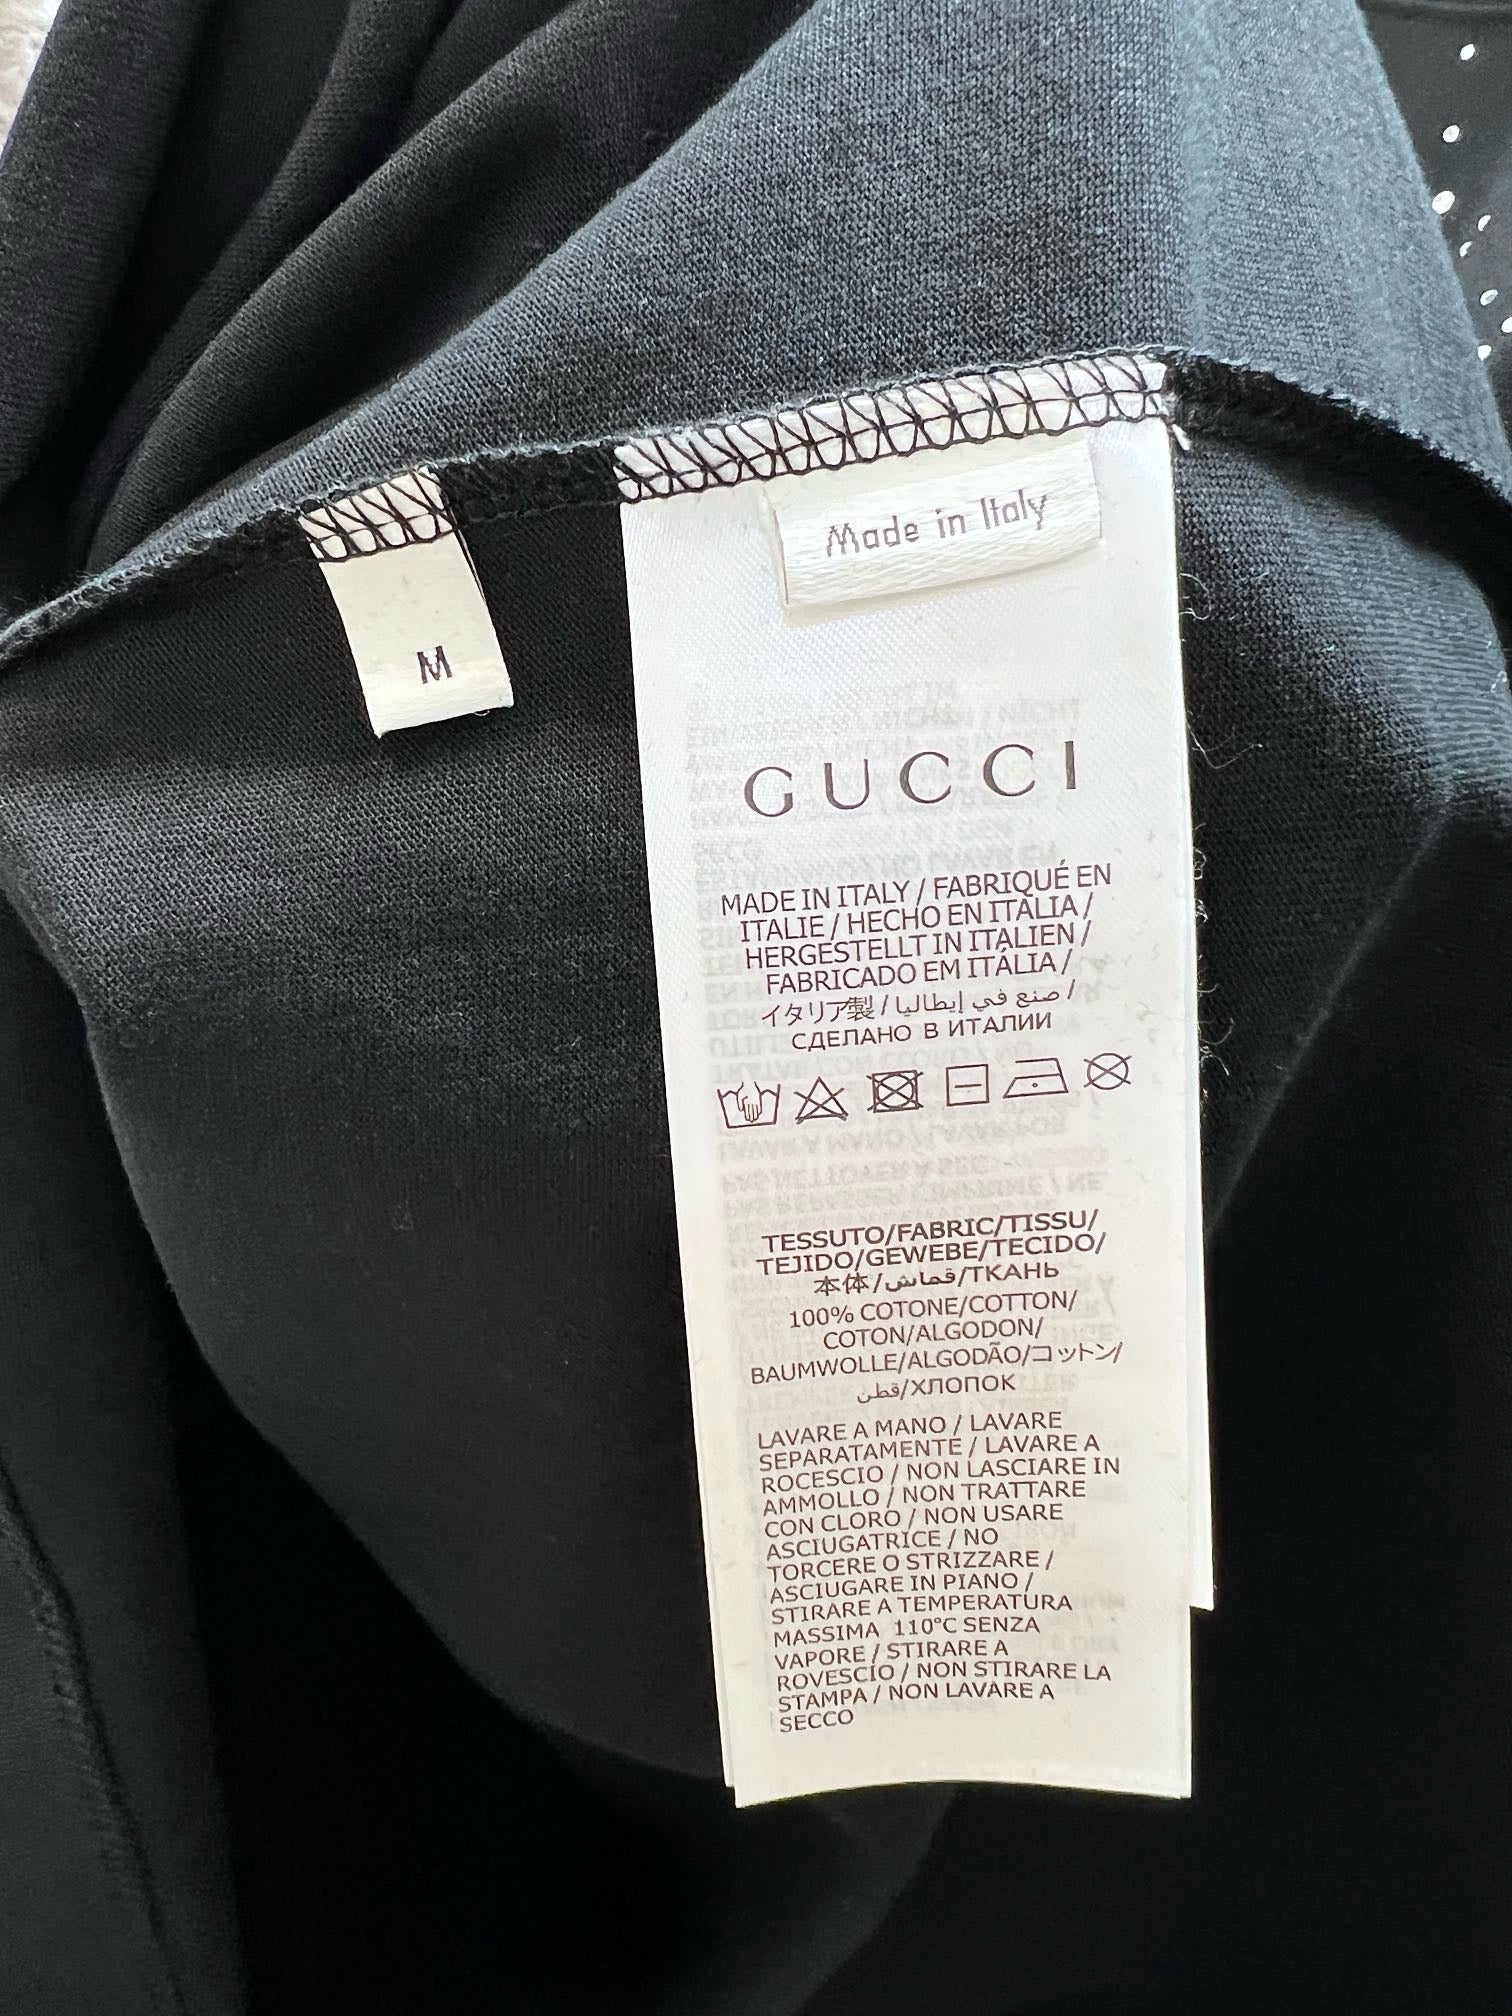 Made in Italy
M
GUCCI
MADE IN ITALY / FABRIQUÉ EN
ITALIE / HECHO EN ITALIA /
HERGESTELLT IN ITALIEN /
FABRICADO EM ITÁLIA /
イタリア製 / صنع في إيطاليا /
СДЕЛАНО В ИТАЛИИ
TESSUTO/FABRIC/TISSU/
TEJIDO/GEWEBE/TECIDO/
本体/قماش/ТКАНЬ
100% COTONE/COTTON/
COTON/ALGODON/
BAUMWOLLE/ALGODÃO/コットン/
قطن/ХЛОПОК
LAVARE A MANO / LAVARE
SEPARATAMENTE / LAVARE A
ROCESCIO / NON LASCIARE IN
AMMOLLO / NON TRATTARE
CON CLORO / NON USARE
ASCIUGATRICE / NO
TORCERE O STRIZZARE /
ASCIUGARE IN PIANO /
STIRARE A TEMPERATURA
MASSIMA 110°C SENZA
VAPORE / STIRARE A
ROVESCIO / NON STIRARE LA
STAMPA / NON LAVARE A
SECCO